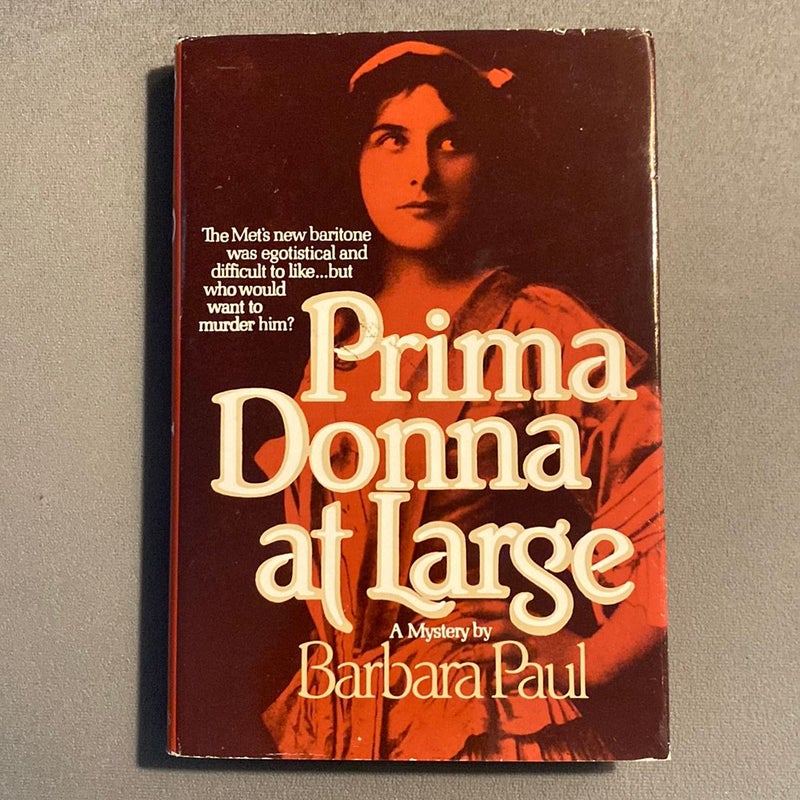 The Met's new baritone
was egotistical and
difficult to like...but
who would
want to
murder him?
Prima
Donna
at Large
A Mystery by
Barbara Paul